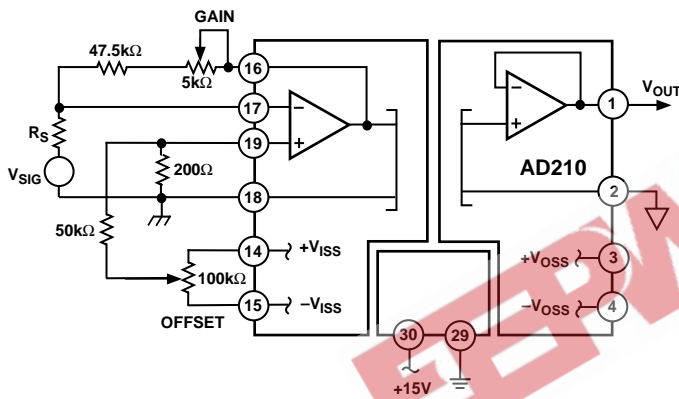 GAIN
47.5kΩ
5kΩ
16
17
19
18
14
15
RS
VSIG
200Ω
50kΩ
100kΩ
OFFSET
+VISS
−VISS
30
29
+15V
AD210
1
VOUT
2
+VOSS
3
−VOSS
4